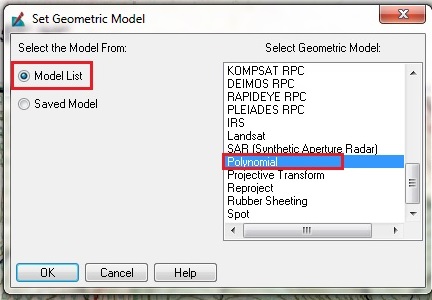 Set Geometric Model
Select the Model From:
Model List
Saved Model
Select Geometric Model:
KOMPSAT RPC
DEIMOS RPC
RAPIDEYE RPC
PLEIADES RPC
IRS
Landsat
SAR (Synthetic Aperture Radar)
Polynomial
Projective Transform
Reproject
Rubber Sheeting
Spot
OK
Cancel
Help